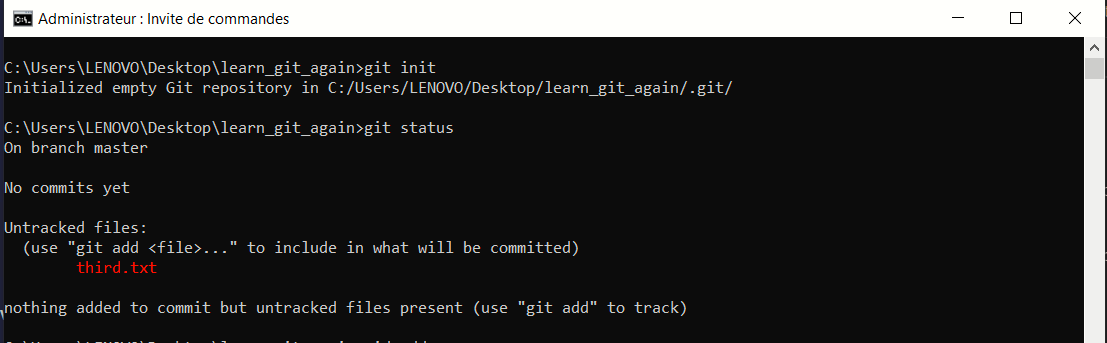 Administrateur : Invite de commandes
C:\Users\LENOVO\Desktop\learn_git_again>git init
Initialized empty Git repository in C:/Users/LENOVO/Desktop/learn_git_again/.git/
C:\Users\LENOVO\Desktop\learn_git_again>git status
On branch master
No commits yet
Untracked files:
(use "git add <file>..." to include in what will be committed)
third.txt
nothing added to commit but untracked files present (use "git add" to track)